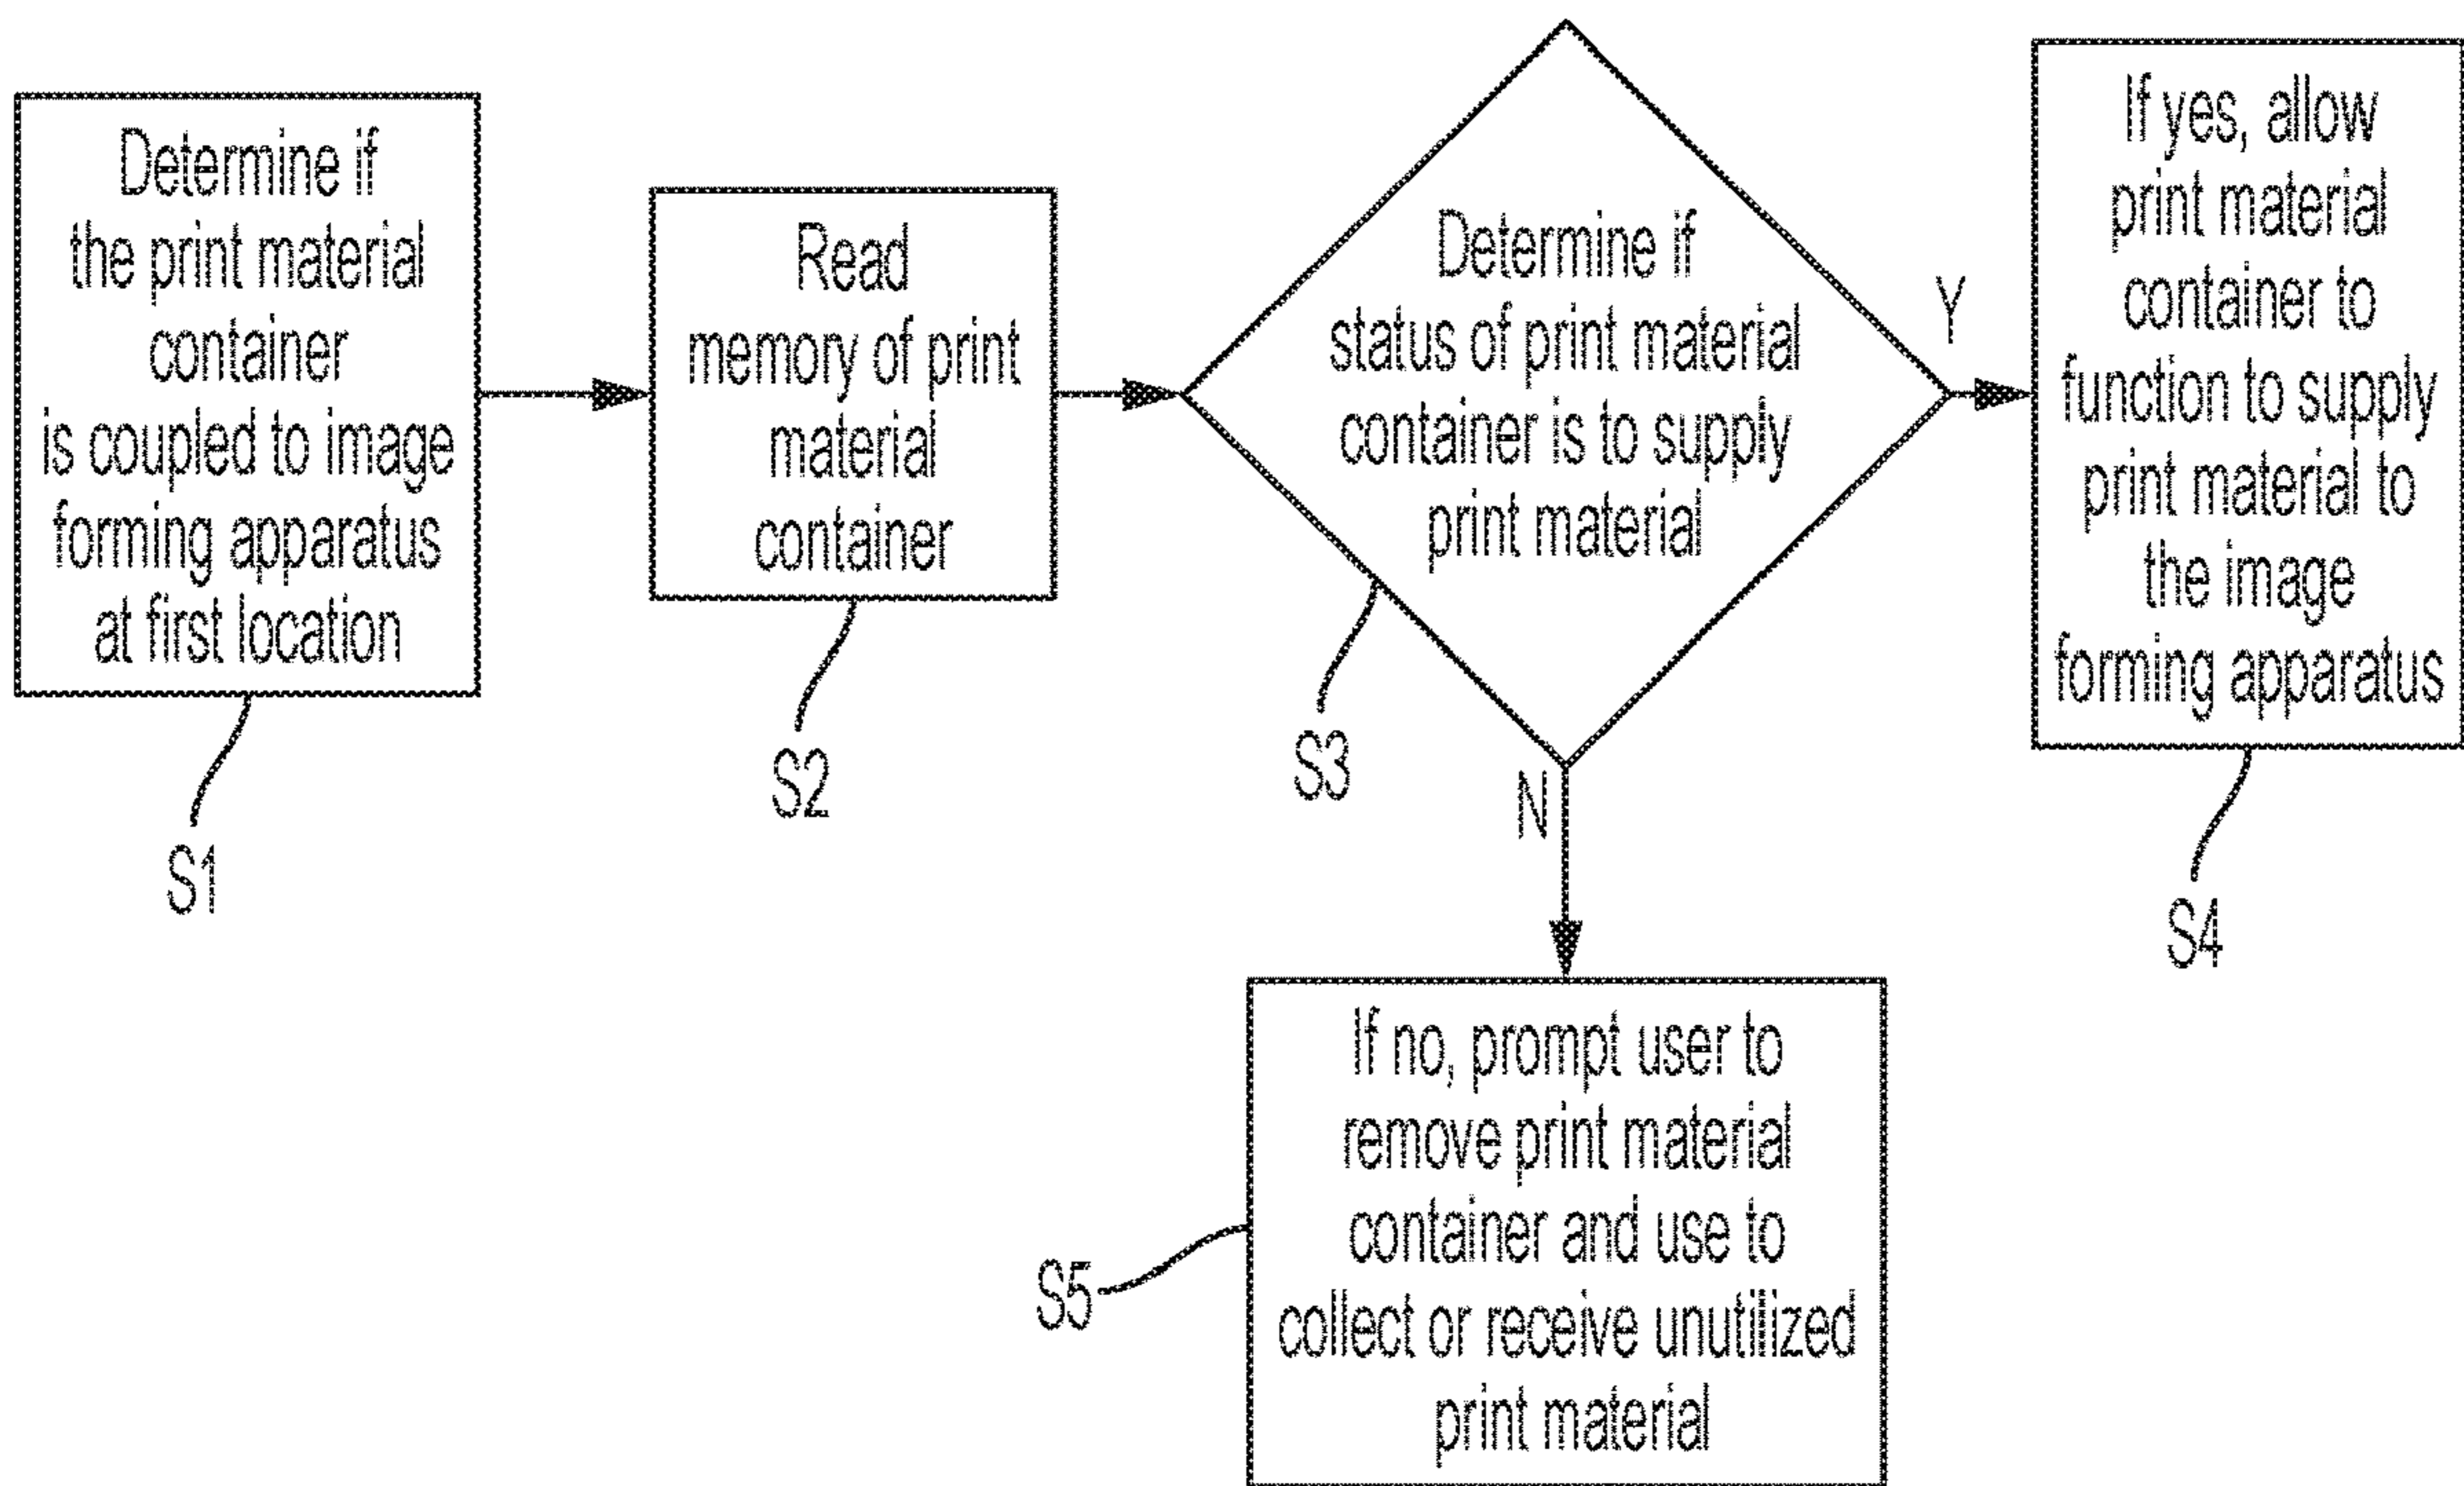 Determine if
the print material
container
is coupled to image
forming apparatus
at first location
S1
Read
memory of print
material
container
S2
Determine if
status of print material
container is to supply
print material
S3
Y
N
If yes, allow
print material
container to
function to supply
print material to
the image
forming apparatus
S4
If no, prompt user to
remove print material
container and use to
collect or receive unutilized
print material
S5